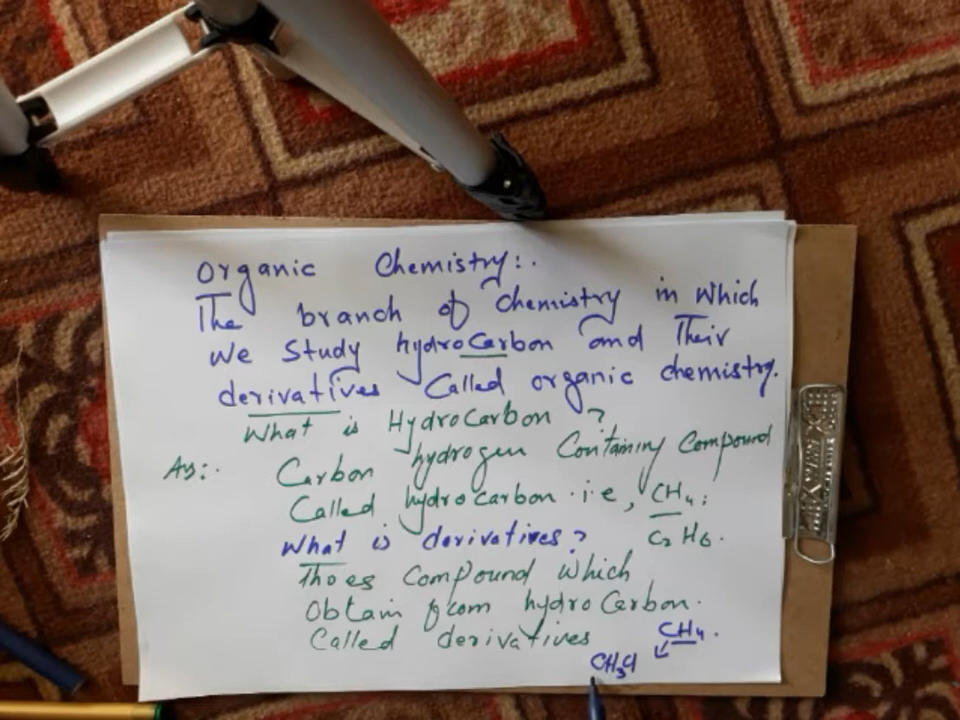 Organic Chemistry:.
The branch of chemistry in which
we study hydrocarbon and Their
derivatives Called organic chemistry.
What is HydroCarbon ?
As:. Carbon hydrogen Containing Compound
Called hydrocarbon i.e, CH4:
What is derivatives? C2H6.
Thoes Compound which
Obtain from hydroCarbon.
Called derivatives CH4.
CH3Cl